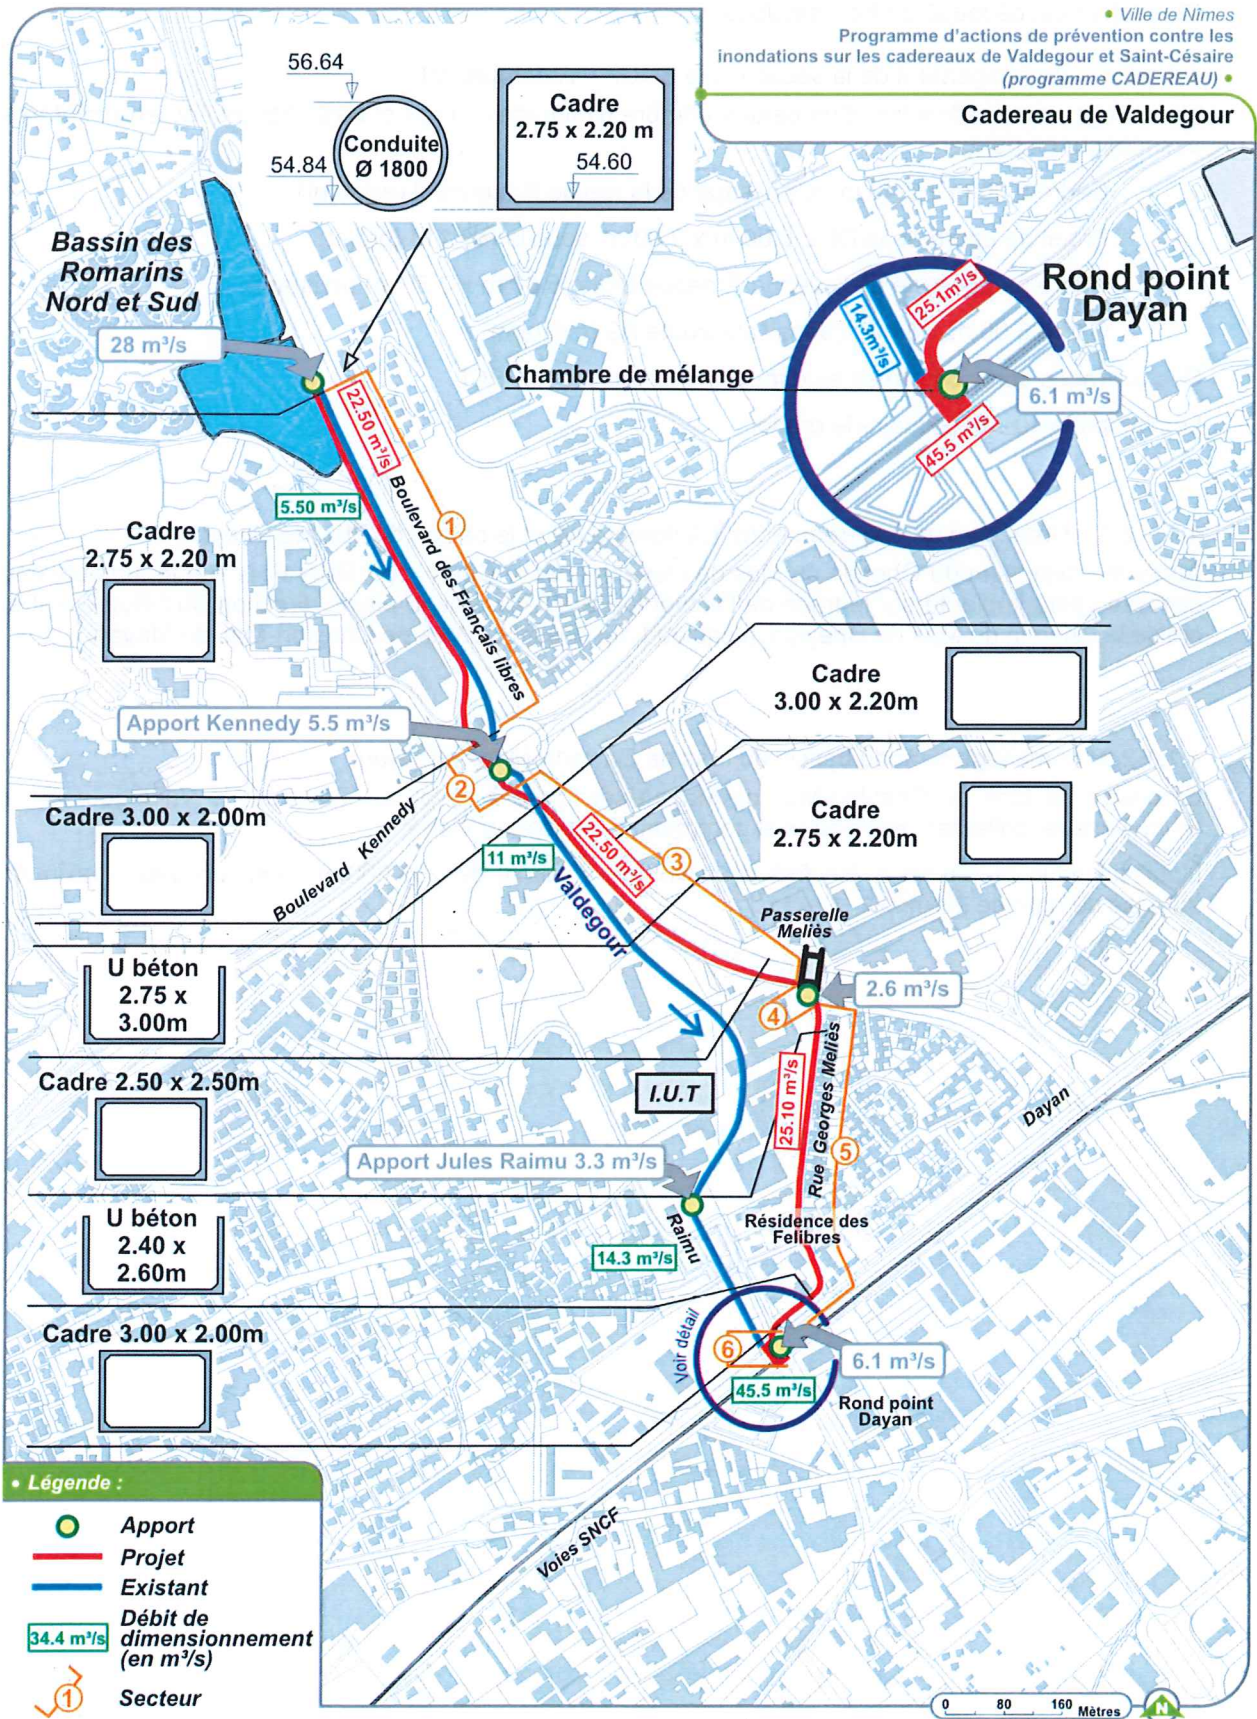 • Ville de Nîmes
Programme d'actions de prévention contre les
inondations sur les cadereaux de Valdegour et Saint-Césaire
(programme CADEREAU) •
Cadereau de Valdegour
56.64
54.84
Conduite
Ø 1800
Cadre
2.75 x 2.20 m
54.60
Bassin des
Romarins
Nord et Sud
28 m³/s
Rond point
Dayan
25.1m³/s
14.3m³/s
Chambre de mélange
6.1 m³/s
45.5 m³/s
22.50 m³/s
Boulevard des Français libres
1
5.50 m³/s
Cadre
2.75 x 2.20 m
Cadre
3.00 x 2.20m
Apport Kennedy 5.5 m³/s
2
Cadre 3.00 x 2.00m
Boulevard Kennedy
11 m³/s
22.50 m³/s
3
Cadre
2.75 x 2.20m
Valdegour
Passerelle
Meliès
U béton
2.75 x
3.00m
2.6 m³/s
4
Cadre 2.50 x 2.50m
I.U.T
25.10 m³/s
Rue Georges Meliès
5
Dayan
Apport Jules Raimu 3.3 m³/s
U béton
2.40 x
2.60m
Raimu
14.3 m³/s
Résidence des
Felibres
Cadre 3.00 x 2.00m
Voir détail
6
6.1 m³/s
45.5 m³/s
Rond point
Dayan
Voies SNCF
• Légende :
Apport
Projet
Existant
34.4 m³/s
Débit de
dimensionnement
(en m³/s)
1
Secteur
0 80 160 Mètres
N